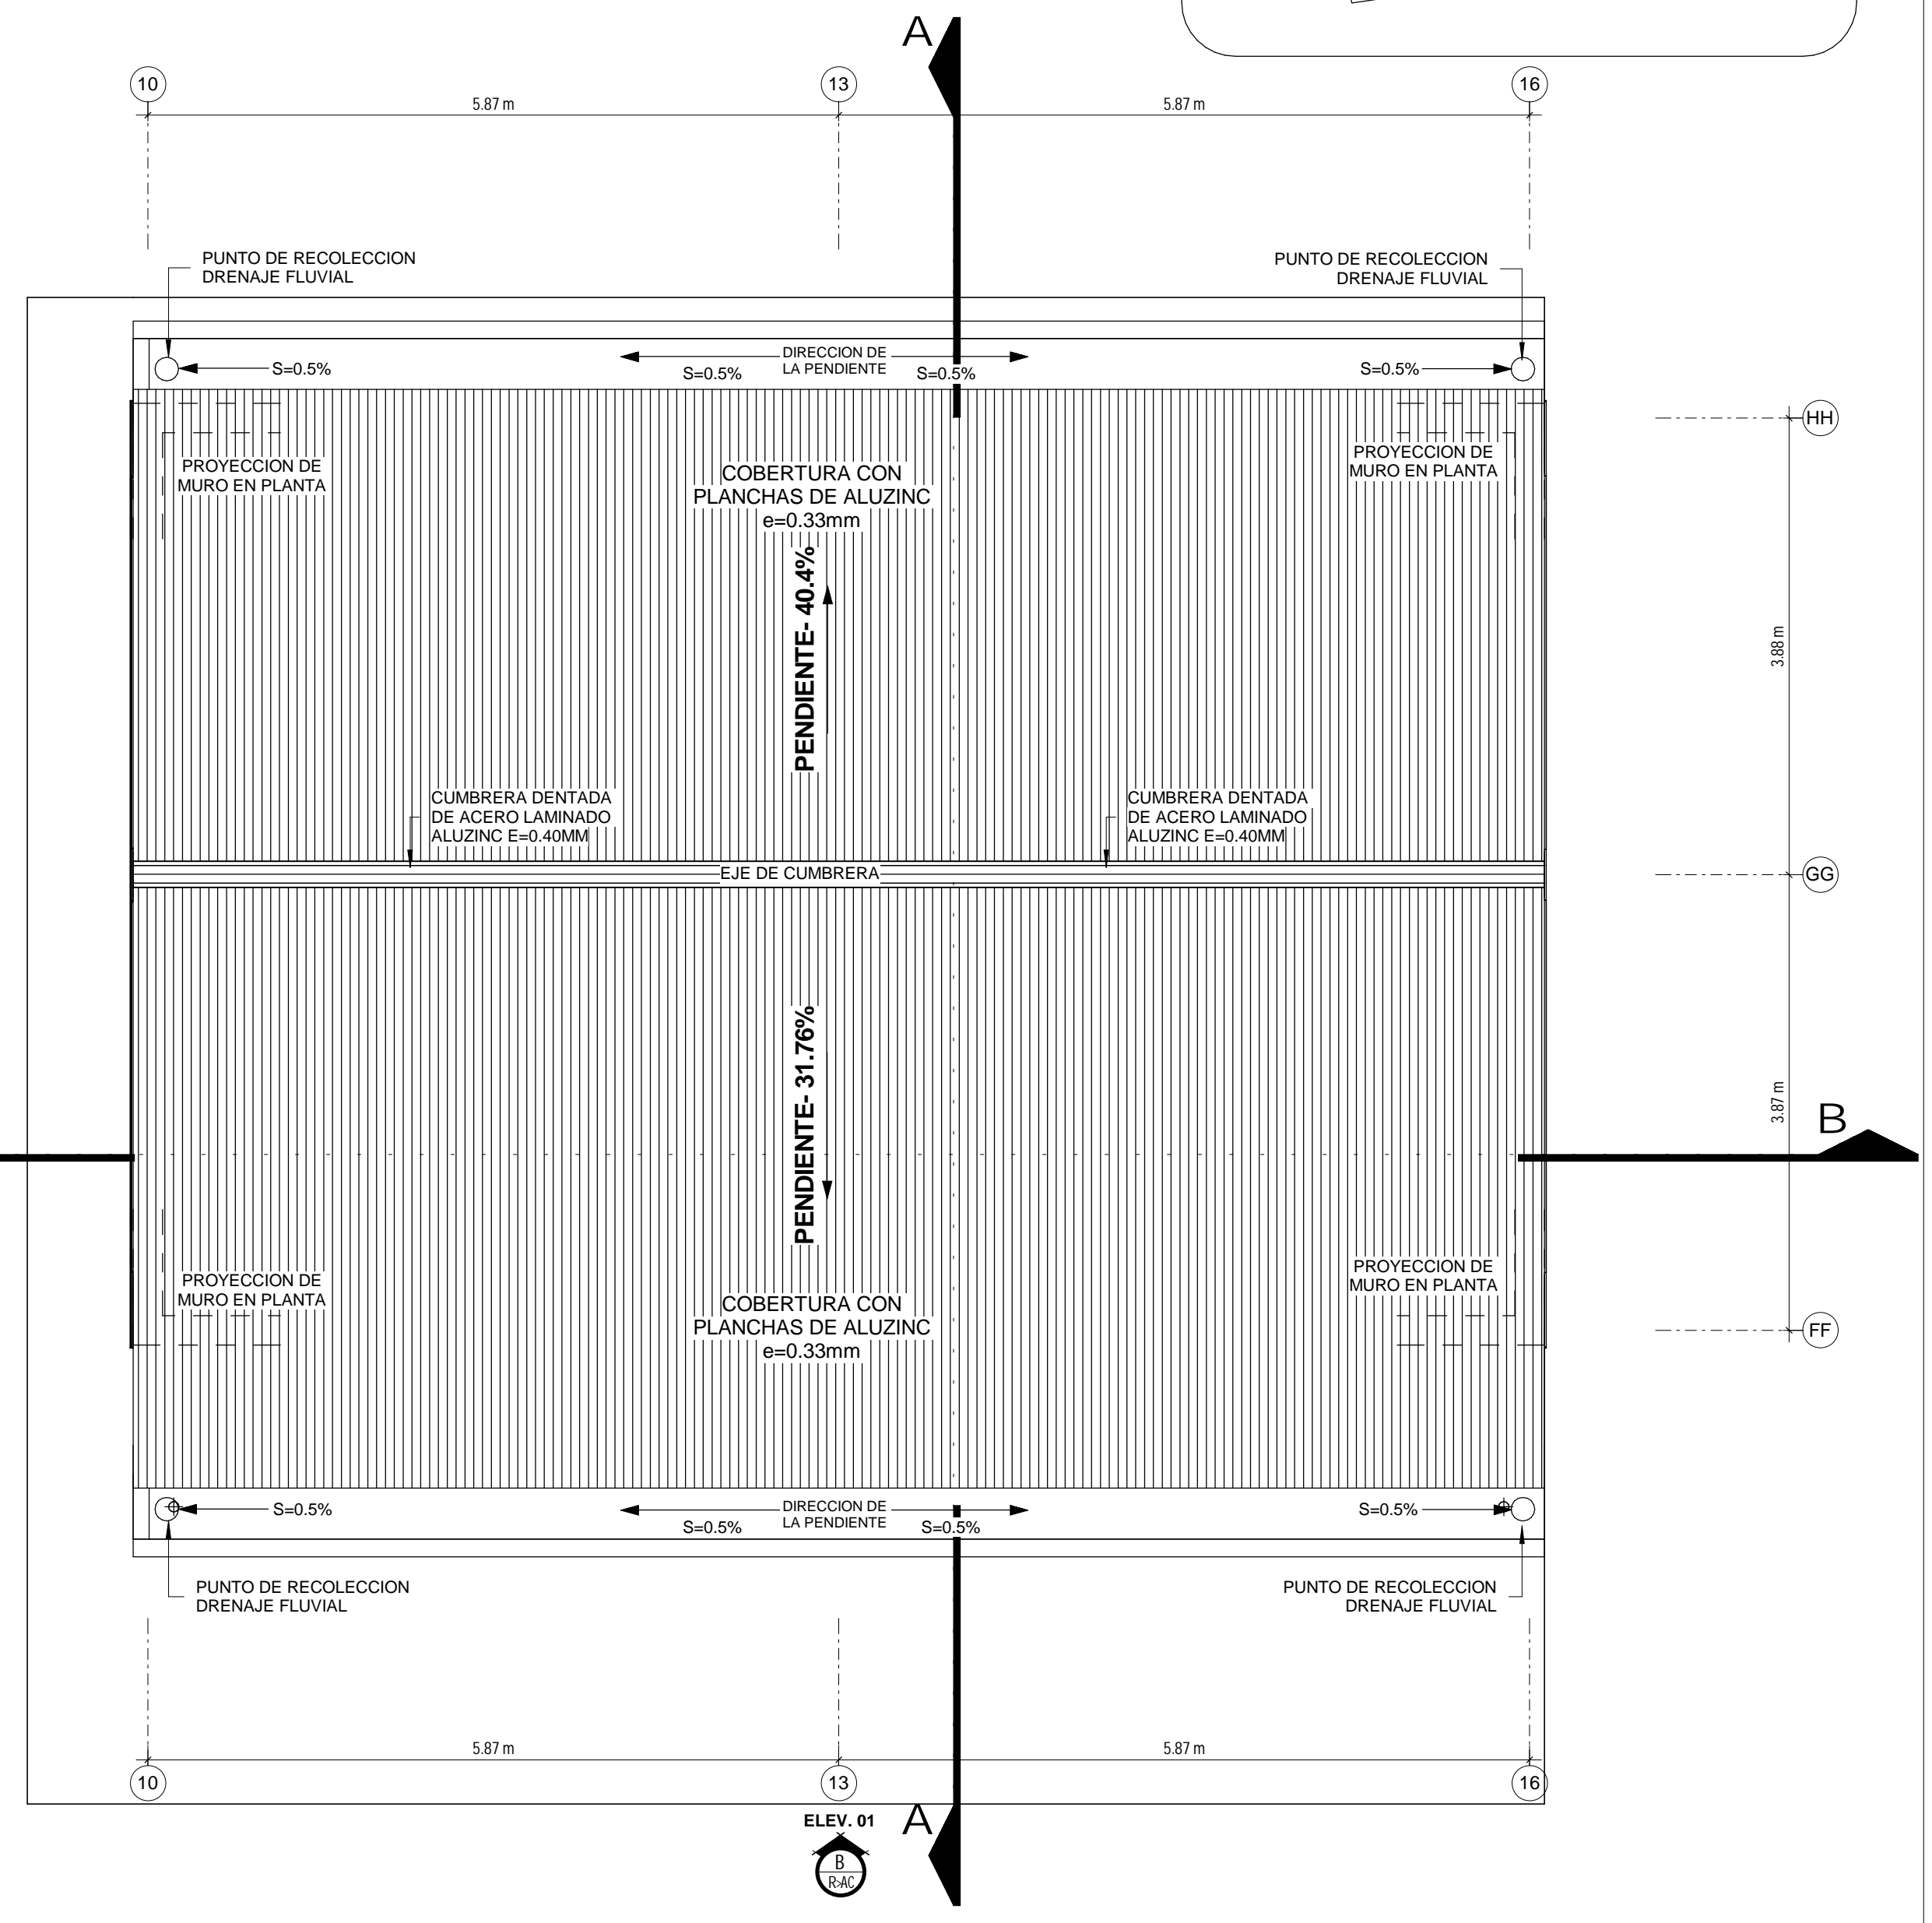 A
10
13
16
5.87 m
5.87 m
PUNTO DE RECOLECCION
DRENAJE FLUVIAL
PUNTO DE RECOLECCION
DRENAJE FLUVIAL
S=0.5%
DIRECCION DE
LA PENDIENTE
S=0.5%
S=0.5%
S=0.5%
HH
PROYECCION DE
MURO EN PLANTA
COBERTURA CON
PLANCHAS DE ALUZINC
e=0.33mm
PROYECCION DE
MURO EN PLANTA
PENDIENTE- 40.4%
3.88 m
CUMBRERA DENTADA
DE ACERO LAMINADO
ALUZINC E=0.40MM
CUMBRERA DENTADA
DE ACERO LAMINADO
ALUZINC E=0.40MM
EJE DE CUMBRERA
GG
PENDIENTE- 31.76%
3.87 m
B
PROYECCION DE
MURO EN PLANTA
COBERTURA CON
PLANCHAS DE ALUZINC
e=0.33mm
PROYECCION DE
MURO EN PLANTA
FF
S=0.5%
DIRECCION DE
LA PENDIENTE
S=0.5%
S=0.5%
S=0.5%
PUNTO DE RECOLECCION
DRENAJE FLUVIAL
PUNTO DE RECOLECCION
DRENAJE FLUVIAL
5.87 m
5.87 m
10
13
16
ELEV. 01
A
B